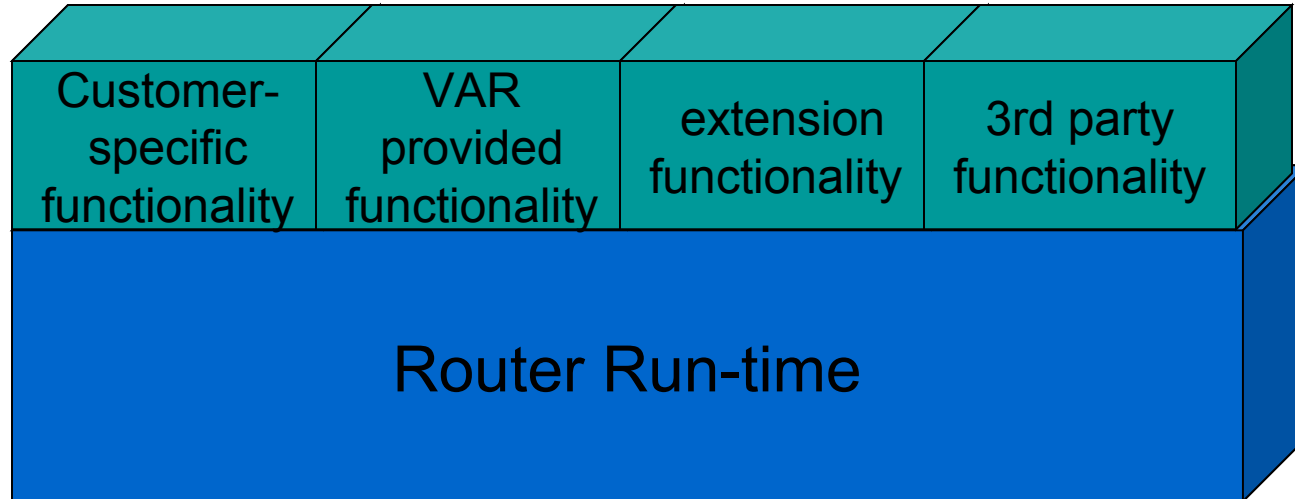 Customer-
specific
functionality
VAR
provided
functionality
extension
functionality
3rd party
functionality
Router Run-time